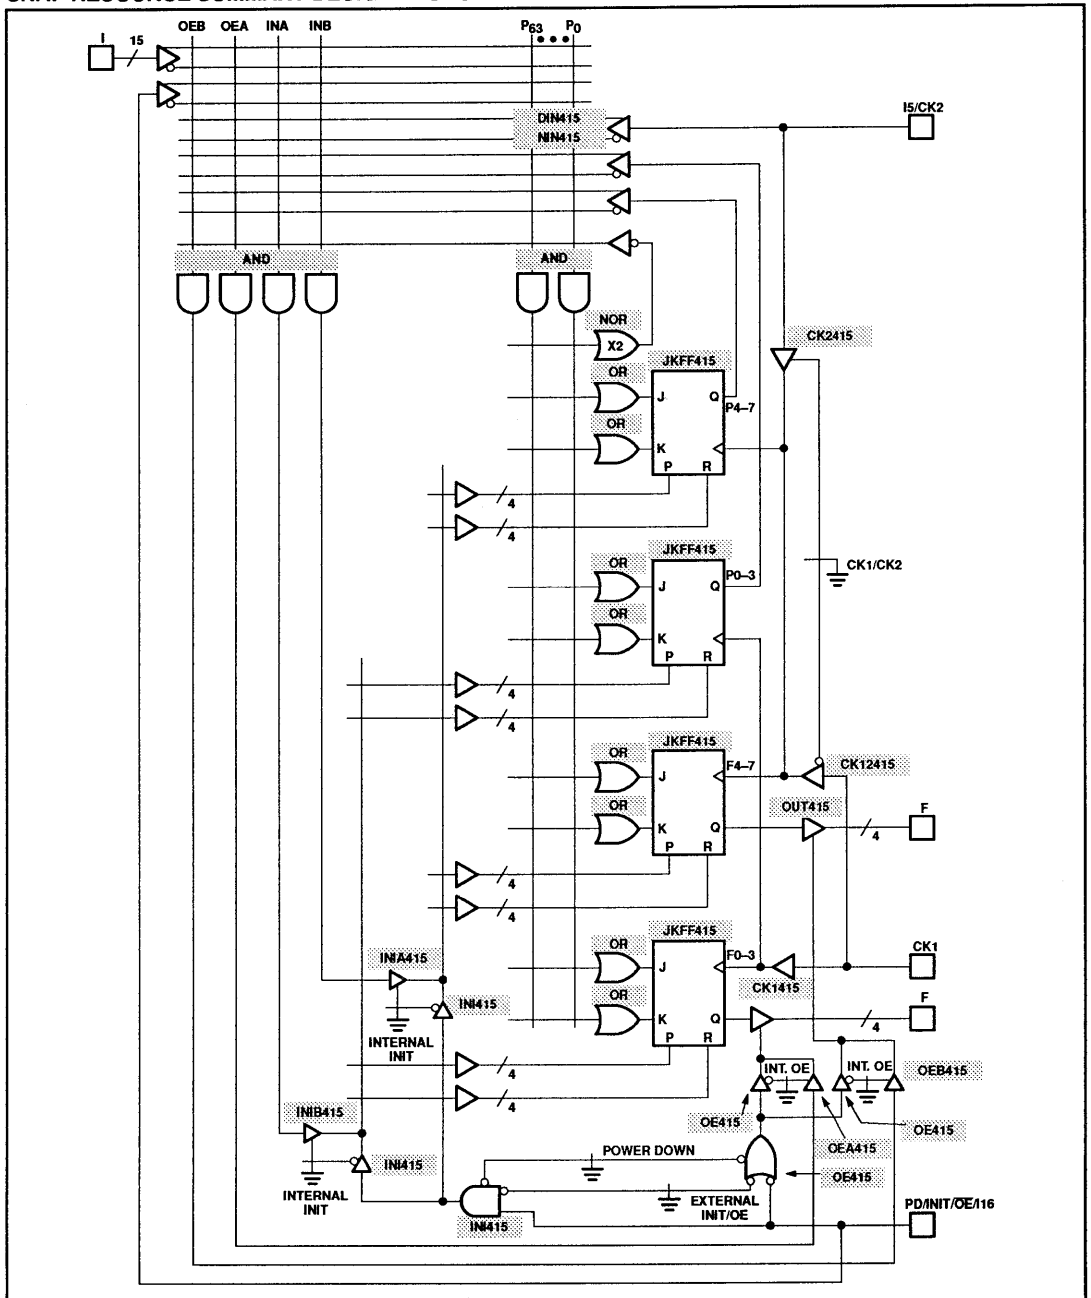 I
15
OEB OEA INA INB
P63 P0
DIN415
NIN415
I5/CK2
AND
AND
NOR
X2
CK2415
JKFF415
OR
J
Q
P4–7
OR
K
P R
4
4
JKFF415
OR
J
Q
P0–3
CK1/CK2
OR
K
P R
4
4
JKFF415
OR
J
F4–7
CK12415
OR
K
Q
OUT415
F
4
P R
4
4
JKFF415
OR
J
F0–3
CK1
CK1415
INIA415
INI415
OR
K
Q
F
4
P R
INTERNAL
INIT
4
4
INT. OE
INT. OE
OEB415
INIB415
OE415
OE415
OEA415
INI415
POWER DOWN
OE415
INTERNAL
INIT
EXTERNAL
INIT/OE
INI415
PD/INIT/O̅E̅/I16